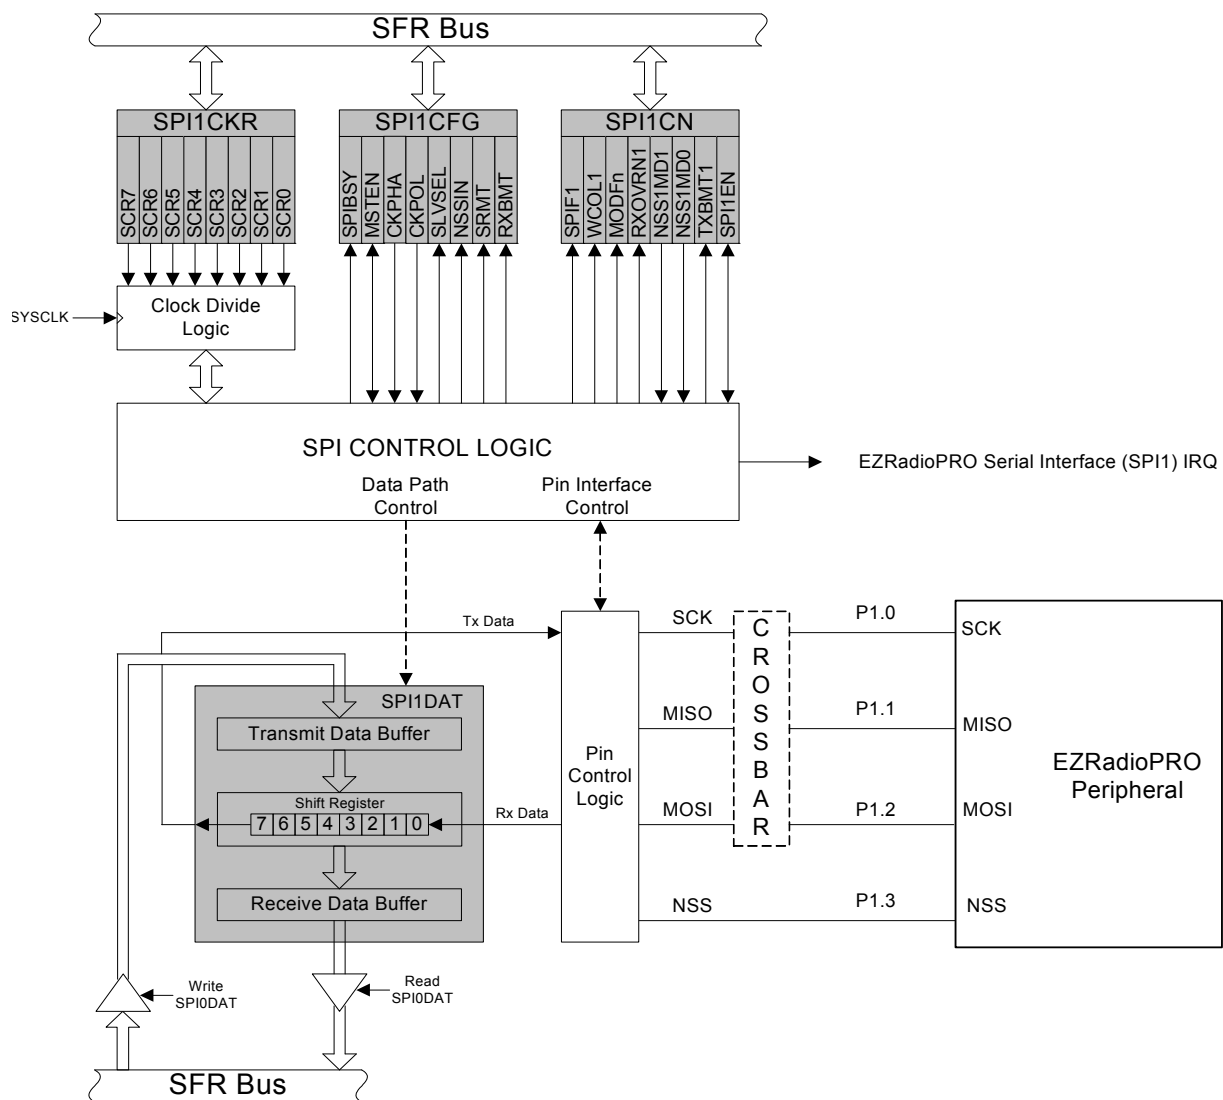 SFR Bus
SPI1CKR
SPI1CFG
SPI1CN
SCR7
SCR6
SCR5
SCR4
SCR3
SCR2
SCR1
SCR0
SPIBSY
MSTEN
CKPHA
CKPOL
SLVSEL
NSSIN
SRMT
RXBMT
SPIF1
WCOL1
MODFn
RXOVRN1
NSS1MD1
NSS1MD0
TXBMT1
SPI1EN
SYSCLK
Clock Divide
Logic
SPI CONTROL LOGIC
Data Path
Control
Pin Interface
Control
EZRadioPRO Serial Interface (SPI1) IRQ
Tx Data
SPI1DAT
Transmit Data Buffer
Shift Register
7 6 5 4 3 2 1 0
Rx Data
Receive Data Buffer
Pin
Control
Logic
SCK
MISO
MOSI
NSS
CROSSBAR
P1.0
P1.1
P1.2
P1.3
SCK
MISO
MOSI
NSS
EZRadioPRO
Peripheral
Write
SPI0DAT
Read
SPI0DAT
SFR Bus